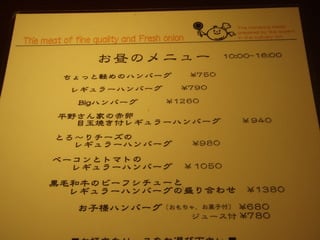 The meat of fine quality and Fresh onion
お昼のメニュー 10:00-16:00
ちょっと軽めのハンバーグ ¥750
レギュラーハンバーグ ¥790
Bigハンバーグ ¥1260
平野さん家の赤卵
目玉焼き付レギュラーハンバーグ ¥940
とろ〜りチーズの
レギュラーハンバーグ ¥980
ベーコンとトマトの
レギュラーハンバーグ ¥1050
黒毛和牛のビーフシチューと
レギュラーハンバーグの盛り合わせ ¥1380
お子様ハンバーグ(おもちゃ、お菓子付) ¥680
ジュース付 ¥780